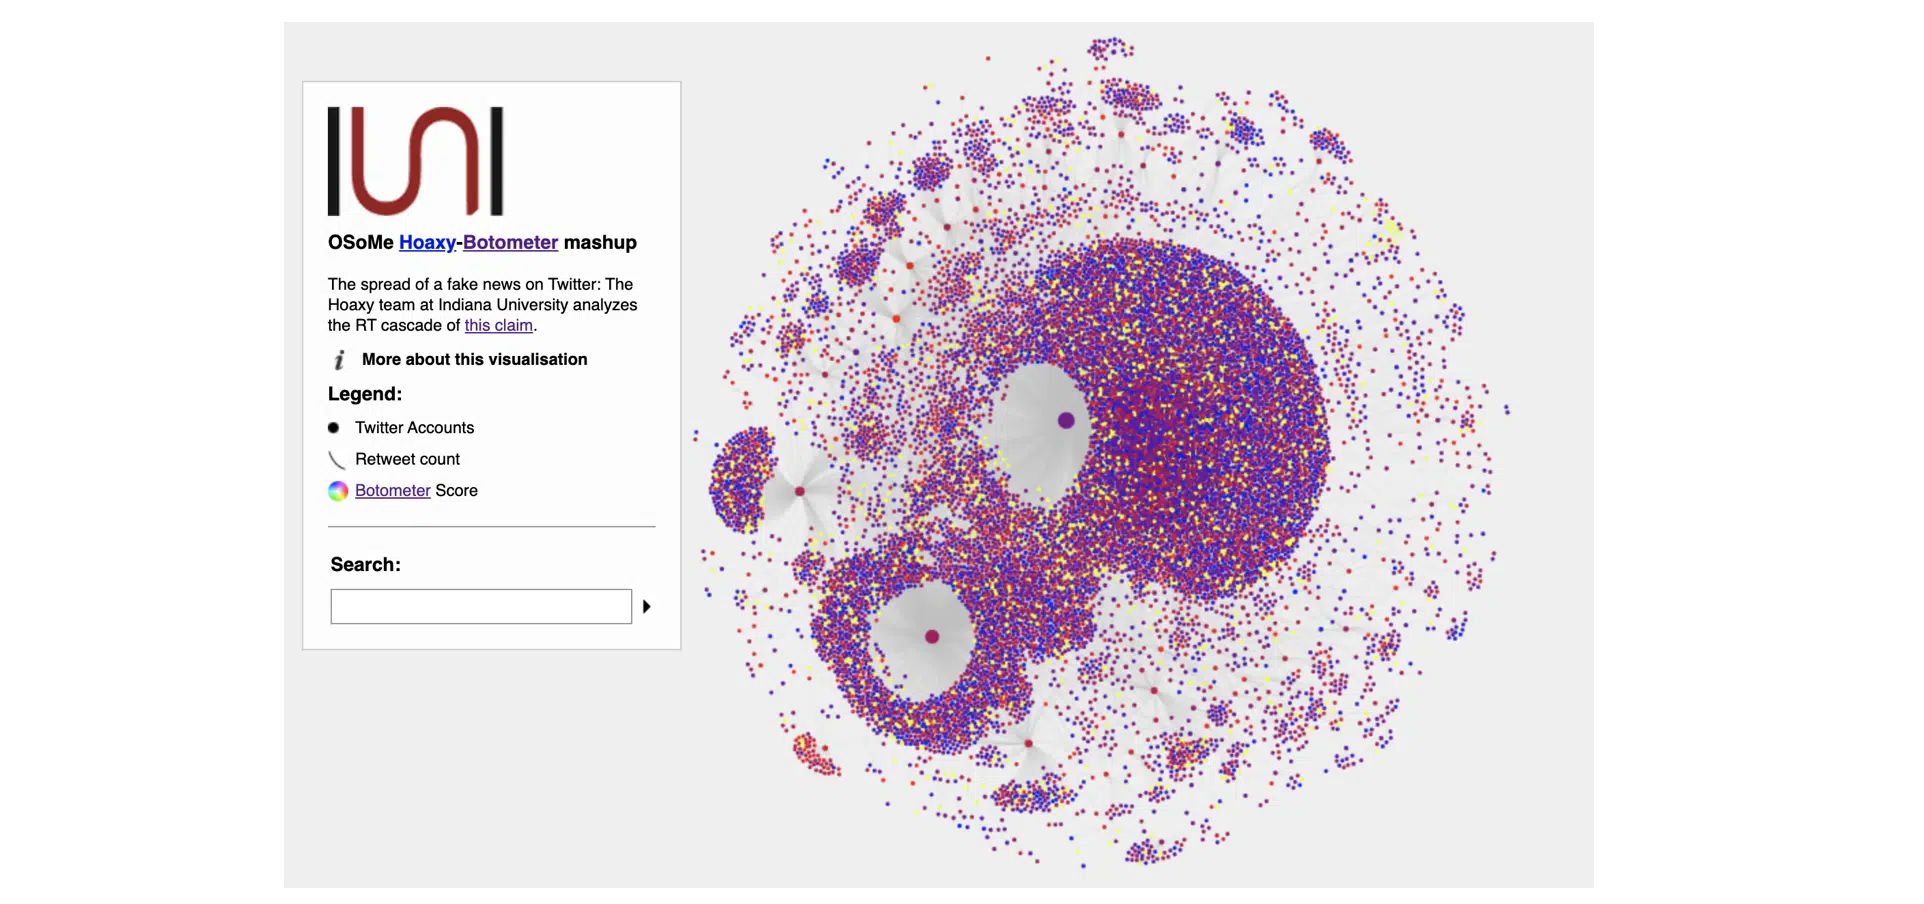 IUNI
OSoMe Hoaxy-Botometer mashup
The spread of a fake news on Twitter: The
Hoaxy team at Indiana University analyzes
the RT cascade of this claim.
i More about this visualisation
Legend:
Twitter Accounts
Retweet count
Botometer Score
Search: